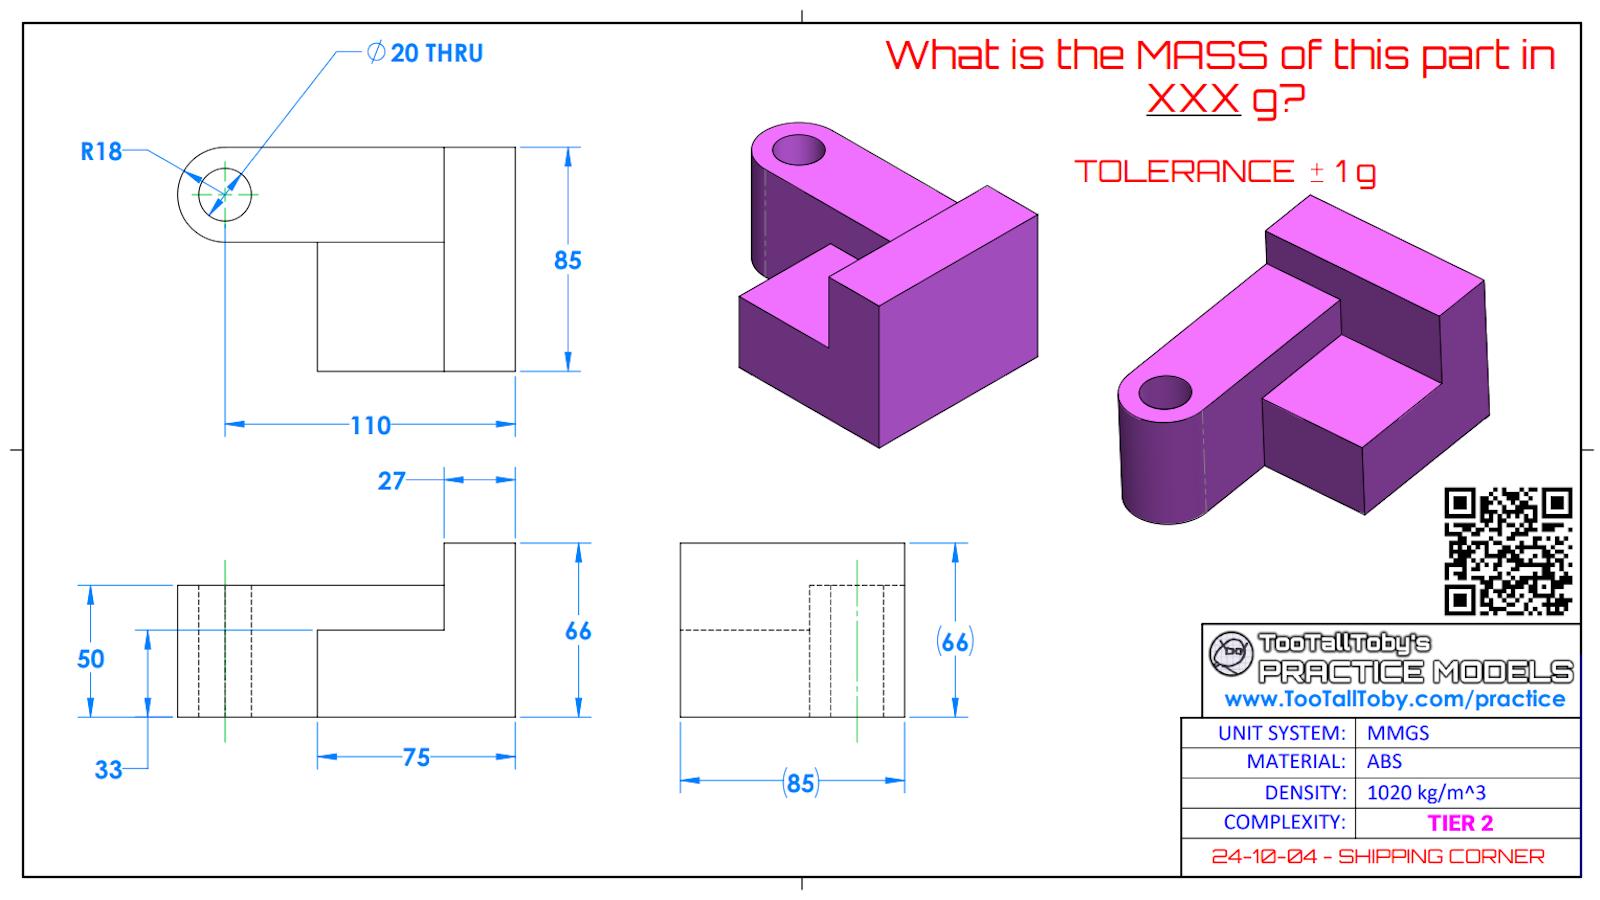 ⌀ 20 THRU
What is the MASS of this part in
XXX g?
TOLERANCE ± 1 g
R18
85
110
27
50
33
66
75
(66)
(85)
TooTallToby's
PRACTICE MODELS
www.TooTallToby.com/practice
UNIT SYSTEM: MMGS
MATERIAL: ABS
DENSITY: 1020 kg/m^3
COMPLEXITY: TIER 2
24-10-04 - SHIPPING CORNER